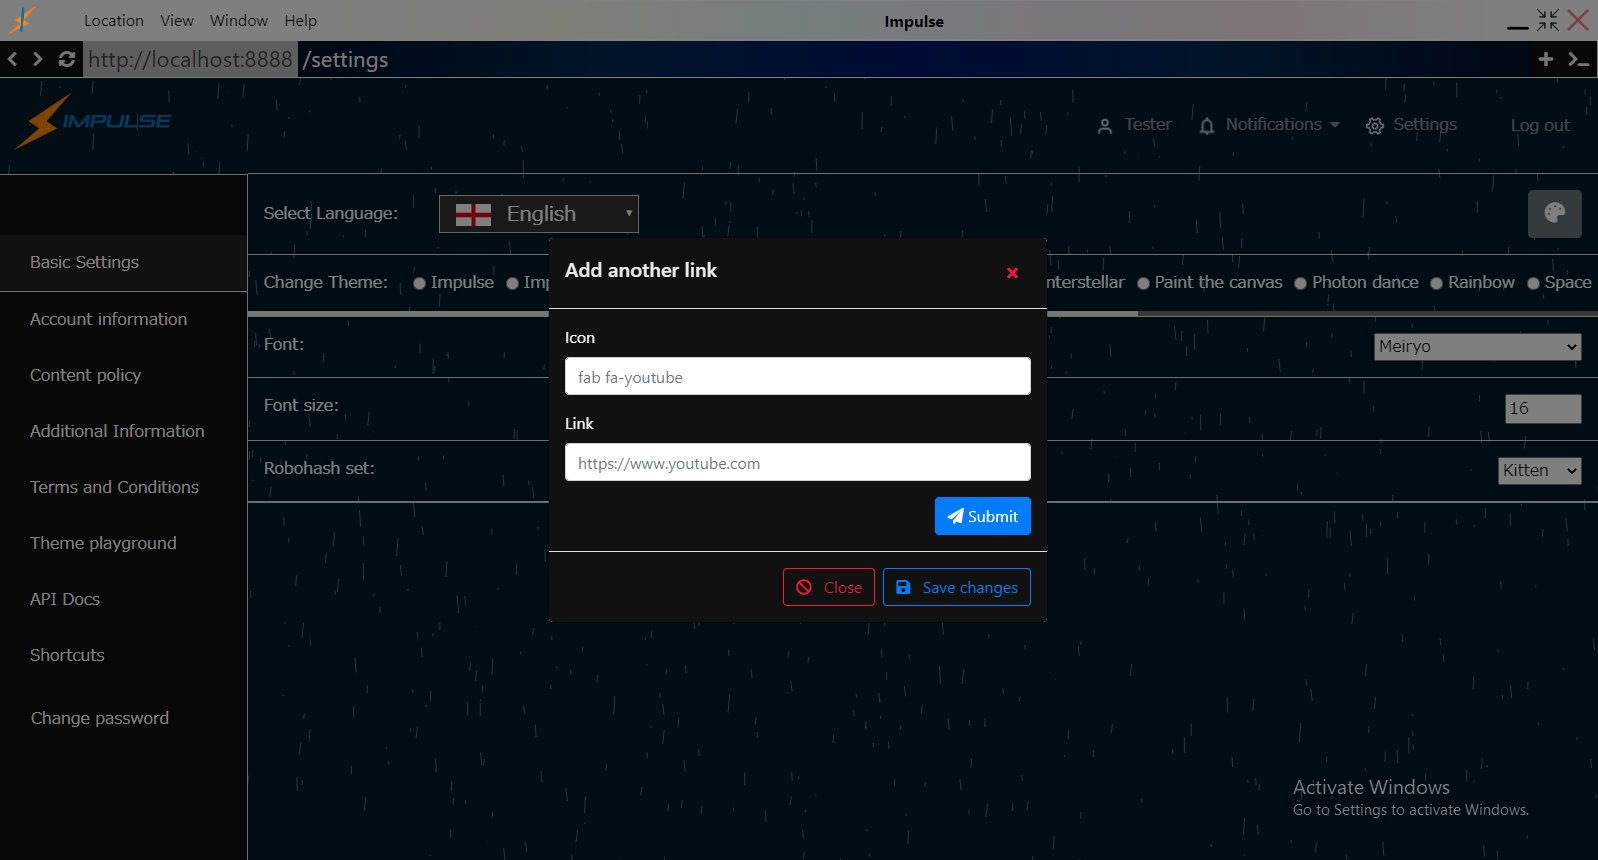 Location View Window Help Impulse
http://localhost:8888 /settings
IMPULSE
Tester Notifications Settings Log out
Select Language: English
Basic Settings
Account information
Content policy
Additional Information
Terms and Conditions
Theme playground
API Docs
Shortcuts
Change password
Change Theme: Impulse Imp nterstellar Paint the canvas Photon dance Rainbow Space
Font: Meiryo
Font size: 16
Robohash set: Kitten
Add another link
Icon
fab fa-youtube
Link
https://www.youtube.com
Submit
Close Save changes
Activate Windows
Go to Settings to activate Windows.